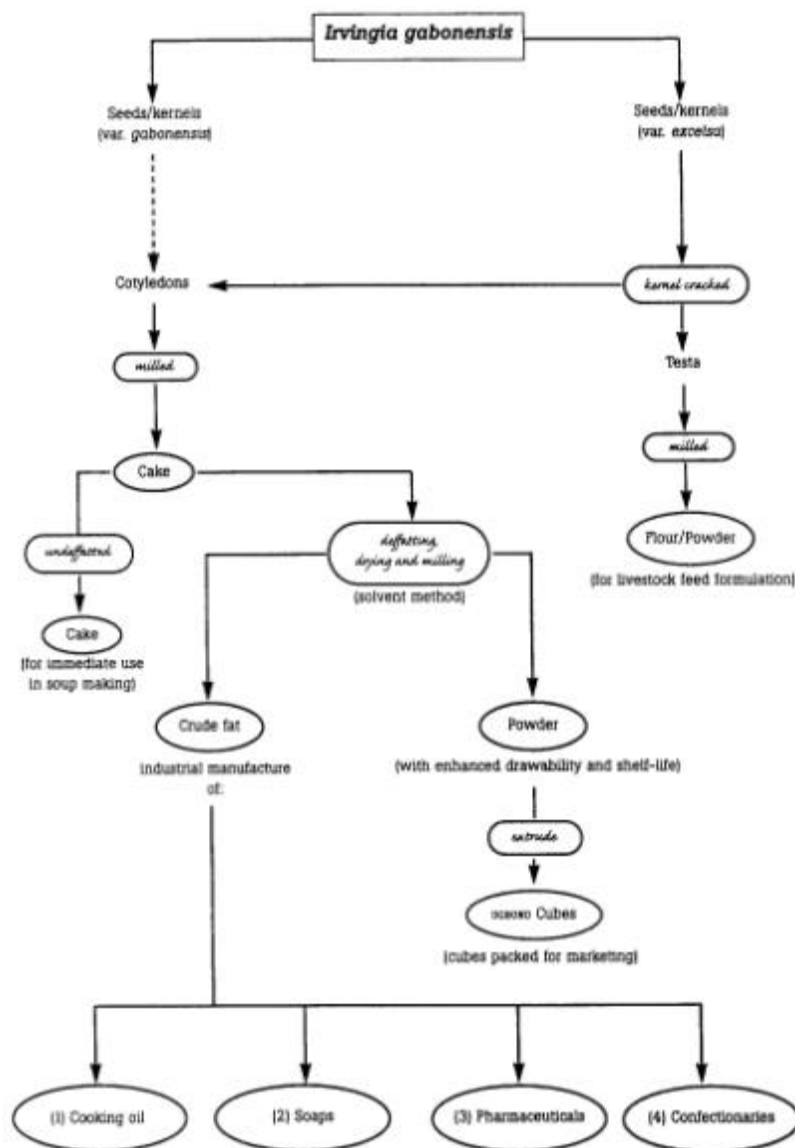 Irvingia gabonensis
Seeds/kernels
(var. gabonensis)
Seeds/kernels
(var. excelsa)
Cotyledons
kernel cracked
milled
Testa
Cake
milled
undefatted
deffatting,
drying and milling
(solvent method)
Flour/Powder
(for livestock feed formulation)
Cake
(for immediate use
in soup making)
Crude fat
industrial manufacture
of:
Powder
(with enhanced drawability and shelf-life)
extrude
OGBONO Cubes
(cubes packed for marketing)
(1) Cooking oil
(2) Soaps
(3) Pharmaceuticals
(4) Confectionaries